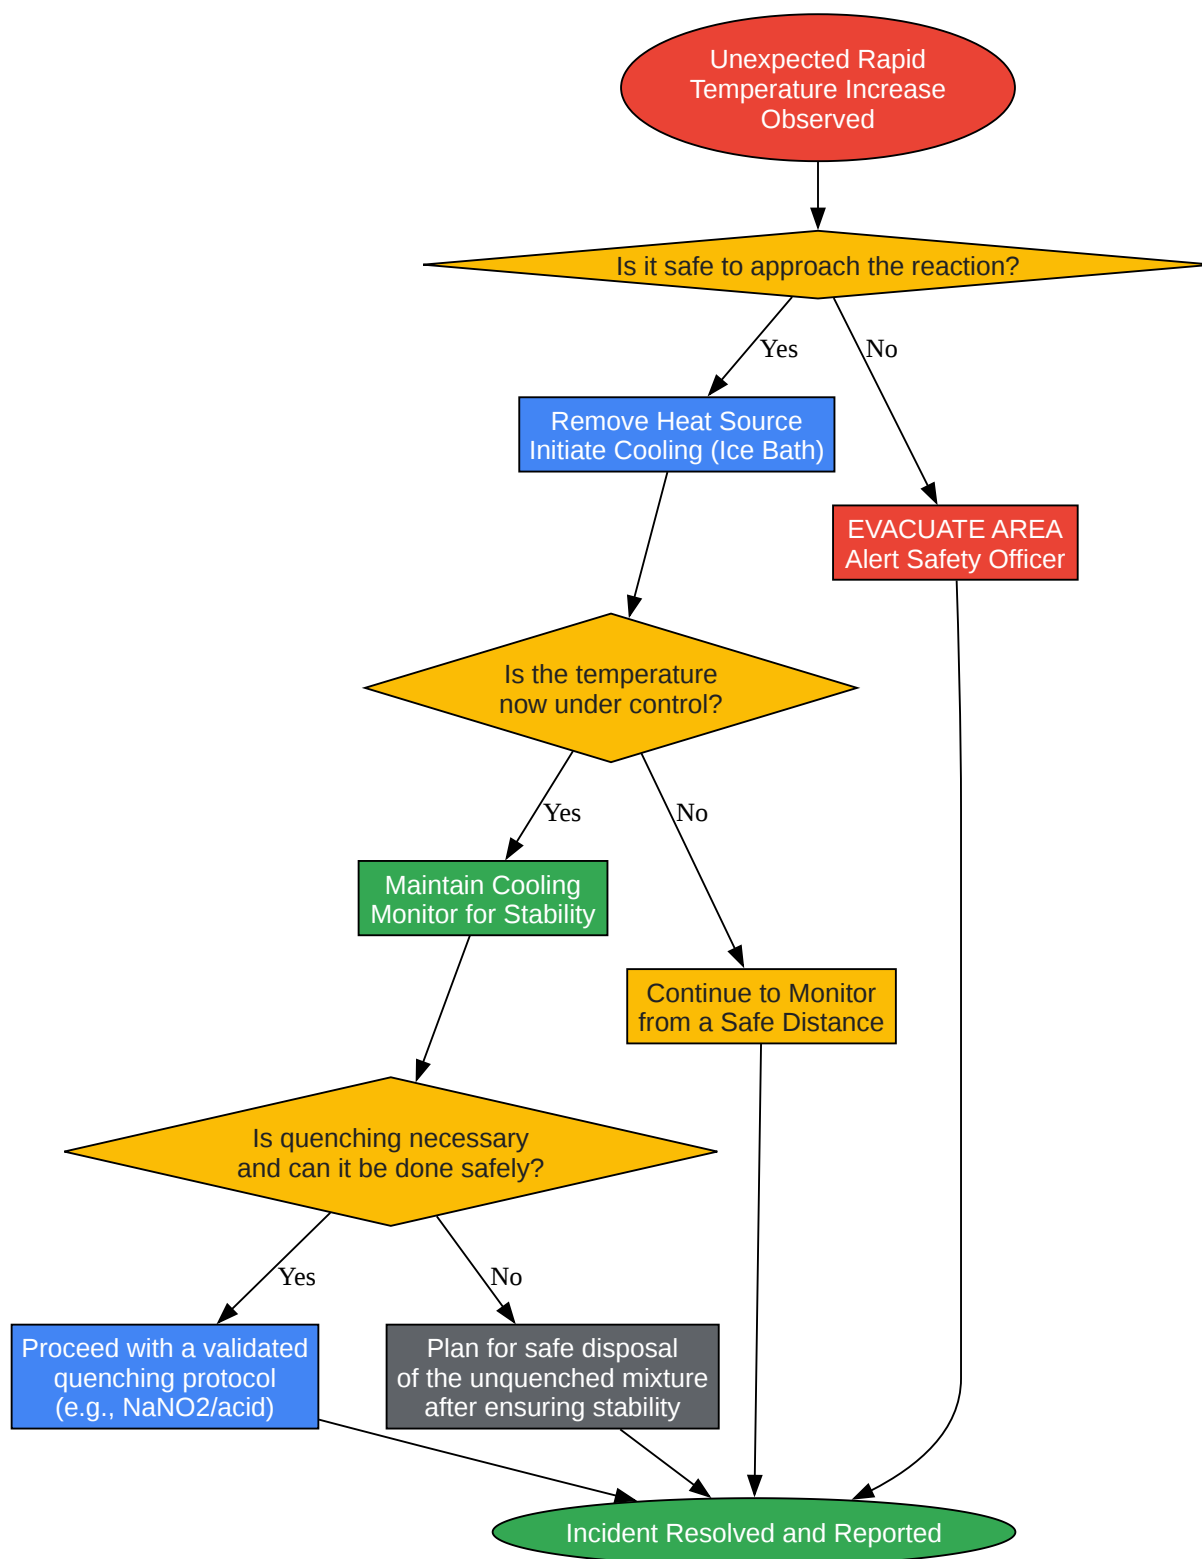 Unexpected Rapid
Temperature Increase
Observed
Is it safe to approach the reaction?
Yes
No
Remove Heat Source
Initiate Cooling (Ice Bath)
EVACUATE AREA
Alert Safety Officer
Is the temperature
now under control?
Yes
No
Maintain Cooling
Monitor for Stability
Continue to Monitor
from a Safe Distance
Is quenching necessary
and can it be done safely?
Yes
No
Proceed with a validated
quenching protocol
(e.g., NaNO2/acid)
Plan for safe disposal
of the unquenched mixture
after ensuring stability
Incident Resolved and Reported